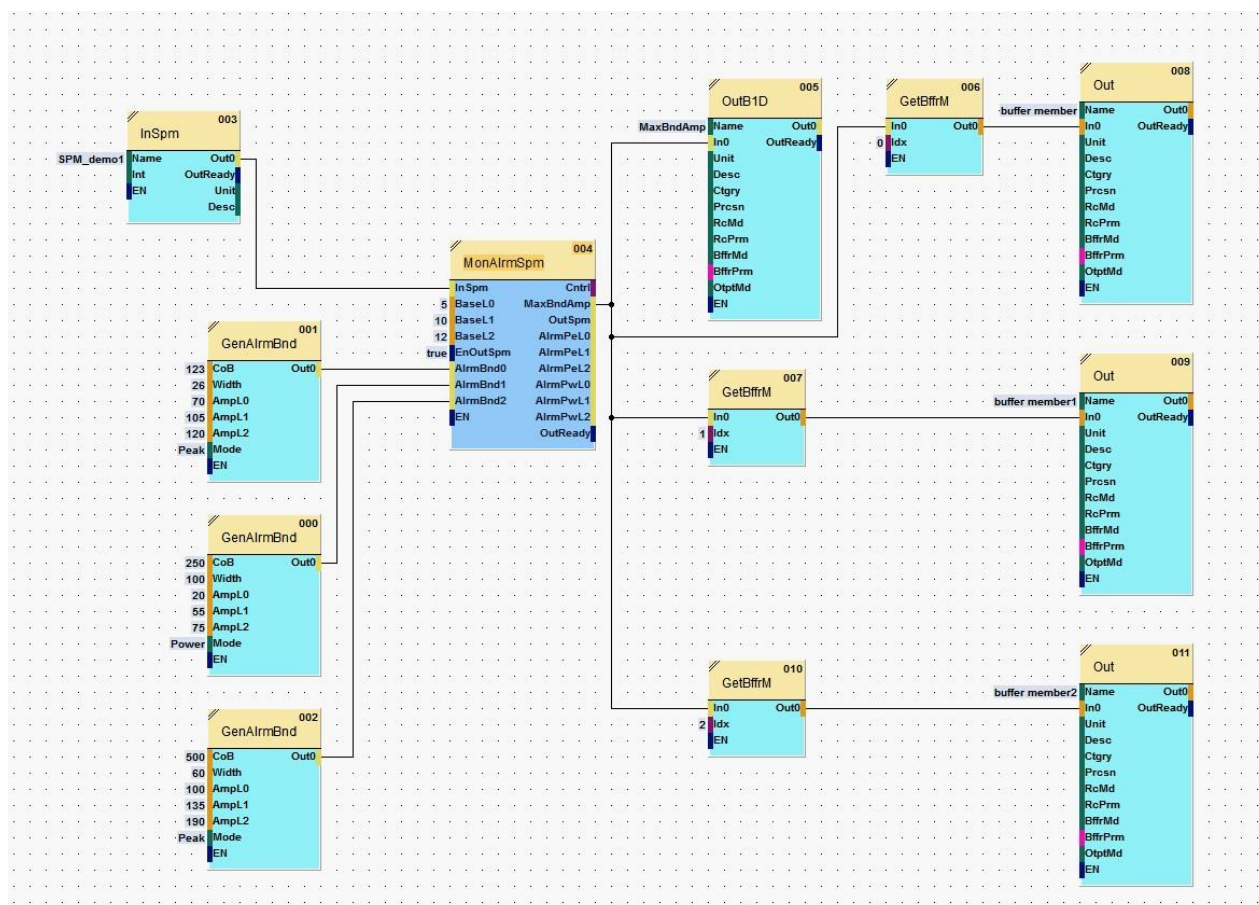 003
InSpm
SPM_demo1 Name Out0
Int OutReady
EN Unit
Desc
001
GenAlrmBnd
123 CoB Out0
26 Width
70 AmpL0
105 AmpL1
120 AmpL2
Peak Mode
EN
000
GenAlrmBnd
250 CoB Out0
100 Width
20 AmpL0
55 AmpL1
75 AmpL2
Power Mode
EN
002
GenAlrmBnd
500 CoB Out0
60 Width
100 AmpL0
135 AmpL1
190 AmpL2
Peak Mode
EN
004
MonAlrmSpm
InSpm Cntrl
5 BaseL0 MaxBndAmp
10 BaseL1 OutSpm
12 BaseL2 AlrmPeL0
true EnOutSpm AlrmPeL1
AlrmBnd0 AlrmPeL2
AlrmBnd1 AlrmPwL0
AlrmBnd2 AlrmPwL1
EN AlrmPwL2
OutReady
005
OutB1D
MaxBndAmp Name Out0
In0 OutReady
Unit
Desc
Ctgry
Prcsn
RcMd
RcPrm
BffrMd
BffrPrm
OtptMd
EN
006
GetBffrM
In0 Out0
0 Idx
EN
007
GetBffrM
In0 Out0
1 Idx
EN
010
GetBffrM
In0 Out0
2 Idx
EN
008
Out
buffer member Name Out0
In0 OutReady
Unit
Desc
Ctgry
Prcsn
RcMd
RcPrm
BffrMd
BffrPrm
OtptMd
EN
009
Out
buffer member1 Name Out0
In0 OutReady
Unit
Desc
Ctgry
Prcsn
RcMd
RcPrm
BffrMd
BffrPrm
OtptMd
EN
011
Out
buffer member2 Name Out0
In0 OutReady
Unit
Desc
Ctgry
Prcsn
RcMd
RcPrm
BffrMd
BffrPrm
OtptMd
EN